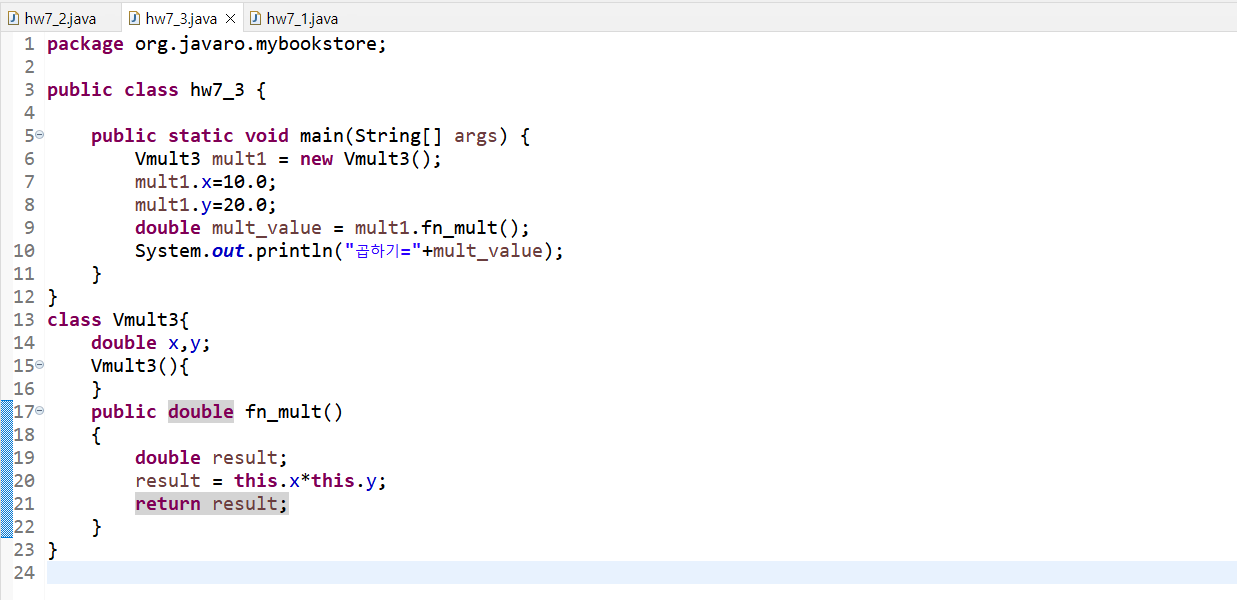 hw7_2.java hw7_3.java hw7_1.java
1 package org.javaro.mybookstore;
2
3 public class hw7_3 {
4
5 public static void main(String[] args) {
6 Vmult3 mult1 = new Vmult3();
7 mult1.x=10.0;
8 mult1.y=20.0;
9 double mult_value = mult1.fn_mult();
10 System.out.println("곱하기="+mult_value);
11 }
12 }
13 class Vmult3{
14 double x,y;
15 Vmult3(){
16 }
17 public double fn_mult()
18 {
19 double result;
20 result = this.x*this.y;
21 return result;
22 }
23 }
24